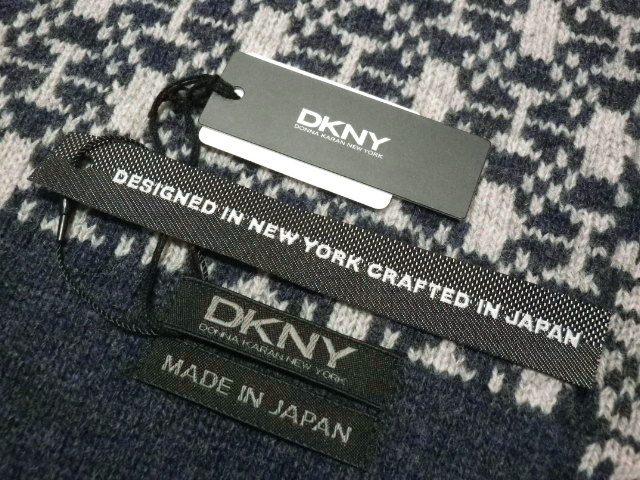 DKNY
DONNA KARAN NEW YORK
DESIGNED IN NEW YORK CRAFTED IN JAPAN
DKNY
DONNA KARAN NEW YORK
MADE IN JAPAN